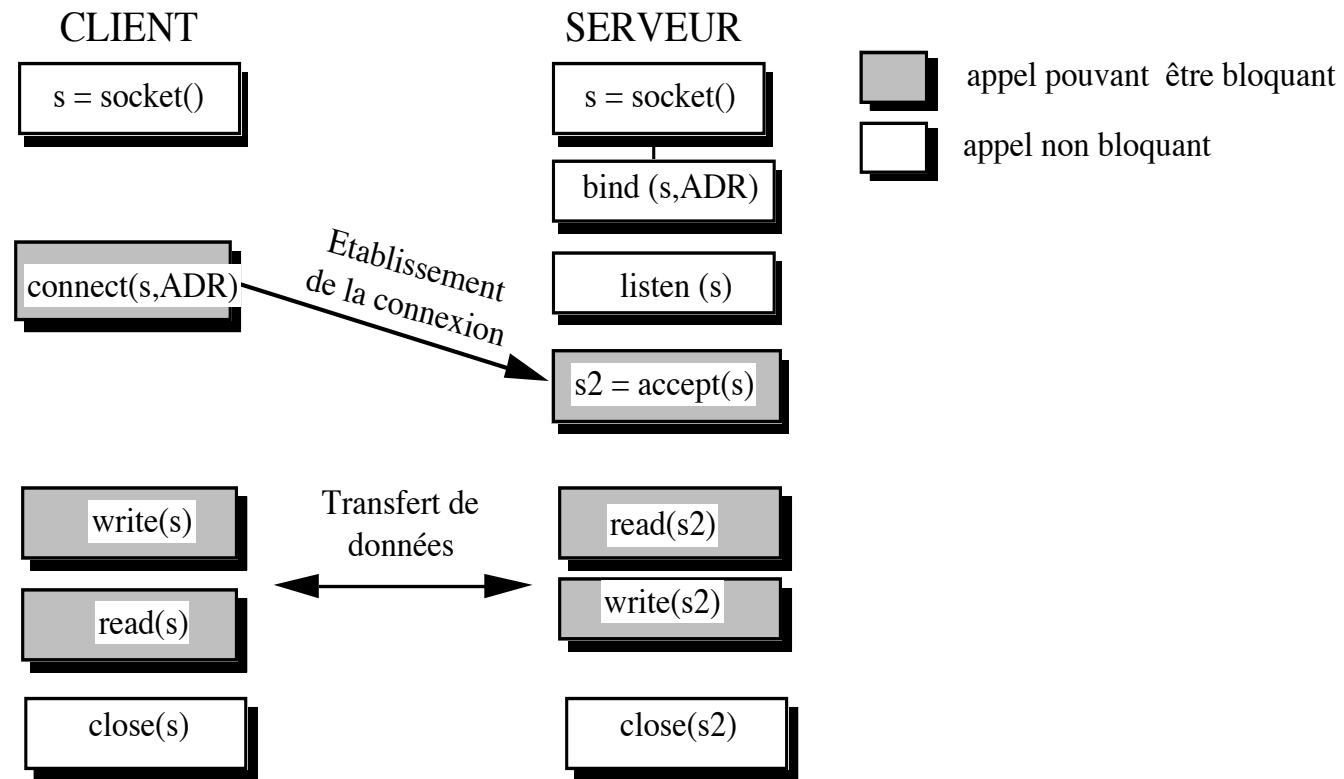 CLIENT
s = socket()
connect(s,ADR)
Etablissement
de la connexion
write(s)
read(s)
close(s)
Transfert de
données
SERVEUR
s = socket()
bind (s,ADR)
listen (s)
s2 = accept(s)
read(s2)
write(s2)
close(s2)
appel pouvant être bloquant
appel non bloquant